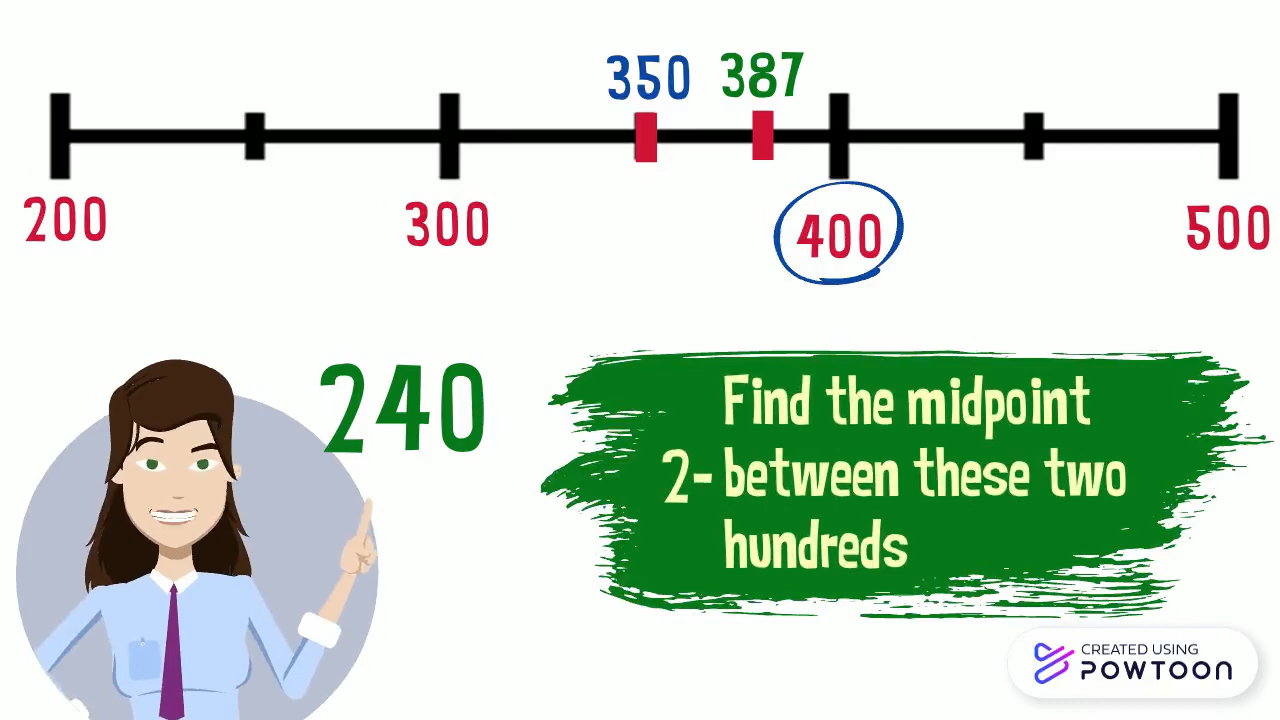 350 387
200 300 400 500
240
Find the midpoint
2- between these two
hundreds
CREATED USING
POWTOON